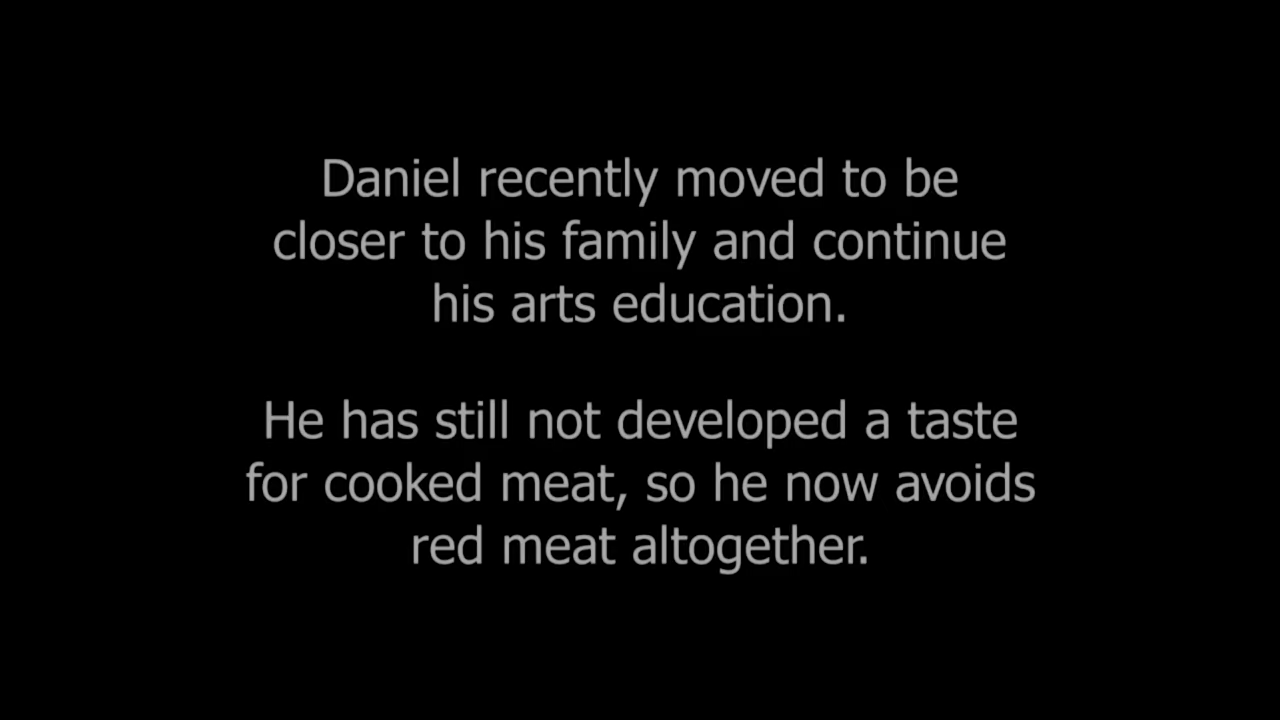 Daniel recently moved to be
closer to his family and continue
his arts education.
He has still not developed a taste
for cooked meat, so he now avoids
red meat altogether.